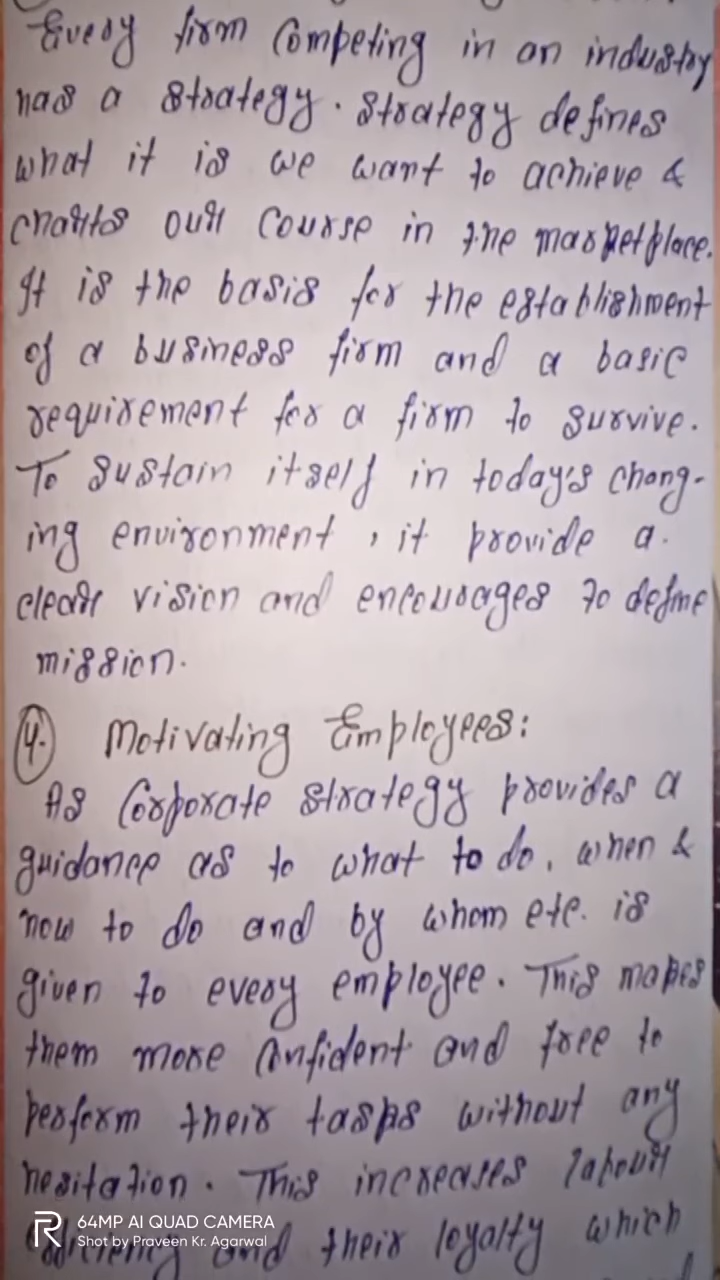 Every firm Competing in an industry
has a strategy. Strategy defines
what it is we want to achieve &
charts our course in the marketplace.
It is the basis for the establishment
of a business firm and a basic
requirement for a firm to survive.
To sustain itself in today's chang-
ing environment, it provide a
clear vision and encourages to define
mission.
4. Motivating Employees:
As Corporate strategy provides a
guidance as to what to do, when &
how to do and by whom etc. is
given to every employee. This makes
them more Confident and free to
perform their tasks without any
hesitation. This increases labour
efficiency and their loyalty which
R 64MP AI QUAD CAMERA
Shot by Praveen Kr. Agarwal